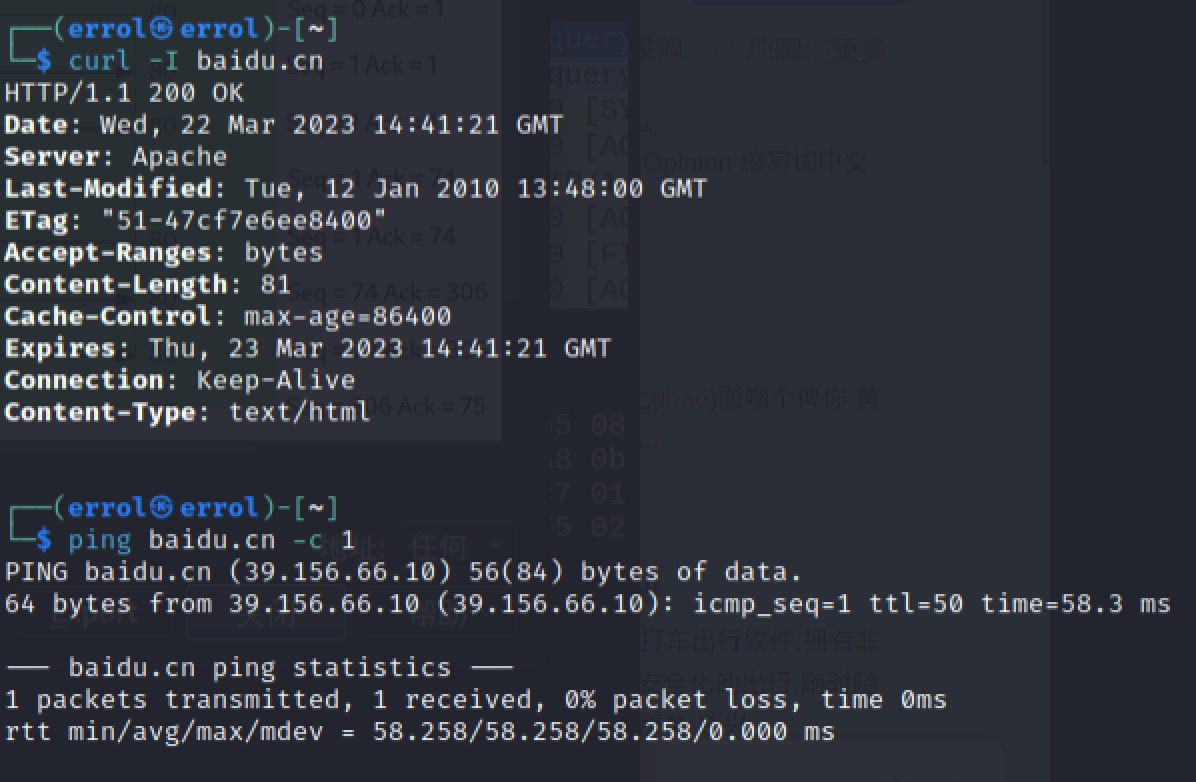 ┌──(errol㉿errol)-[~]
└─$ curl -I baidu.cn
HTTP/1.1 200 OK
Date: Wed, 22 Mar 2023 14:41:21 GMT
Server: Apache
Last-Modified: Tue, 12 Jan 2010 13:48:00 GMT
ETag: "51-47cf7e6ee8400"
Accept-Ranges: bytes
Content-Length: 81
Cache-Control: max-age=86400
Expires: Thu, 23 Mar 2023 14:41:21 GMT
Connection: Keep-Alive
Content-Type: text/html
┌──(errol㉿errol)-[~]
└─$ ping baidu.cn -c 1
PING baidu.cn (39.156.66.10) 56(84) bytes of data.
64 bytes from 39.156.66.10 (39.156.66.10): icmp_seq=1 ttl=50 time=58.3 ms
—— baidu.cn ping statistics ——
1 packets transmitted, 1 received, 0% packet loss, time 0ms
rtt min/avg/max/mdev = 58.258/58.258/58.258/0.000 ms